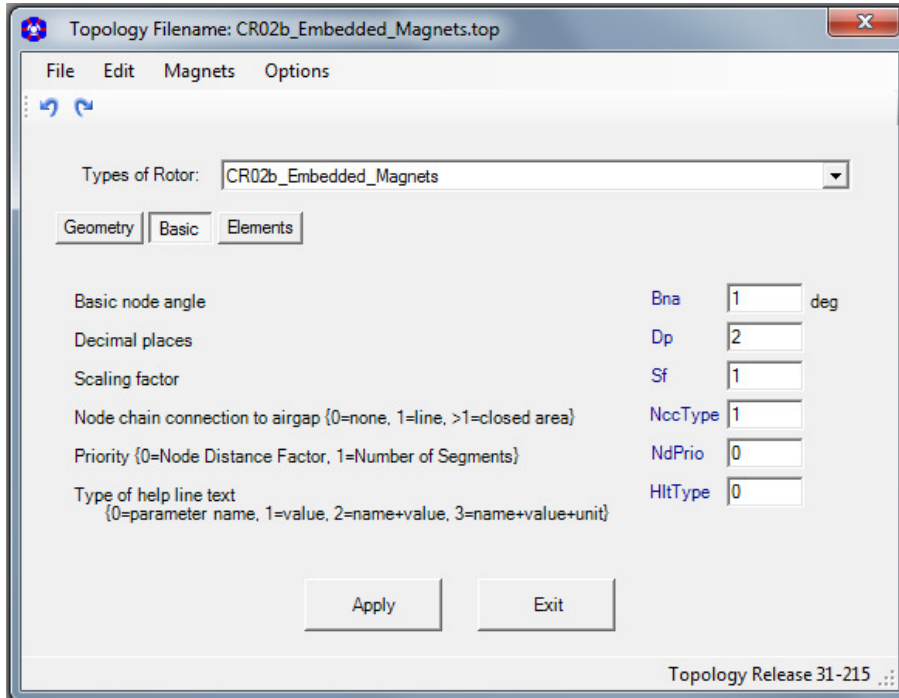 Topology Filename: CR02b_Embedded_Magnets.top
File Edit Magnets Options
Types of Rotor: CR02b_Embedded_Magnets
Geometry Basic Elements
Basic node angle Bna 1 deg
Decimal places Dp 2
Scaling factor Sf 1
Node chain connection to airgap {0=none, 1=line, >1=closed area} NccType 1
Priority {0=Node Distance Factor, 1=Number of Segments} NdPrio 0
Type of help line text HltType 0
{0=parameter name, 1=value, 2=name+value, 3=name+value+unit}
Apply Exit
Topology Release 31-215